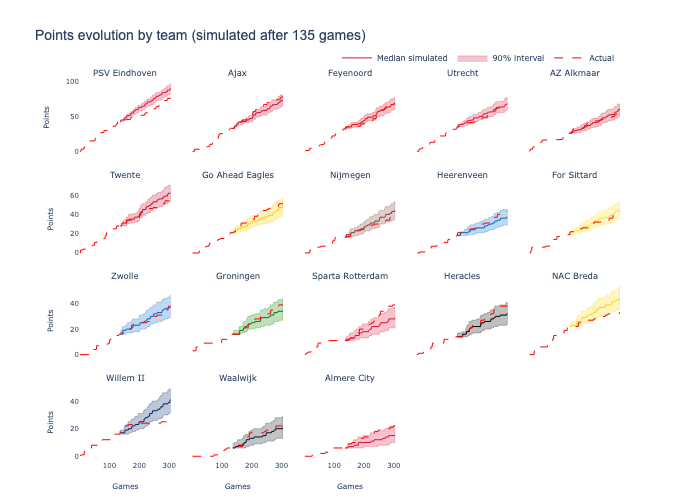 Points evolution by team (simulated after 135 games)
Median simulated 90% interval Actual
PSV Eindhoven Ajax Feyenoord Utrecht AZ Alkmaar
100
50
0
Points
Twente Go Ahead Eagles Nijmegen Heerenveen For Sittard
60
40
20
0
Points
Zwolle Groningen Sparta Rotterdam Heracles NAC Breda
40
20
0
Points
Willem II Waalwijk Almere City
40
20
0
Points
100 200 300 100 200 300 100 200 300
Games Games